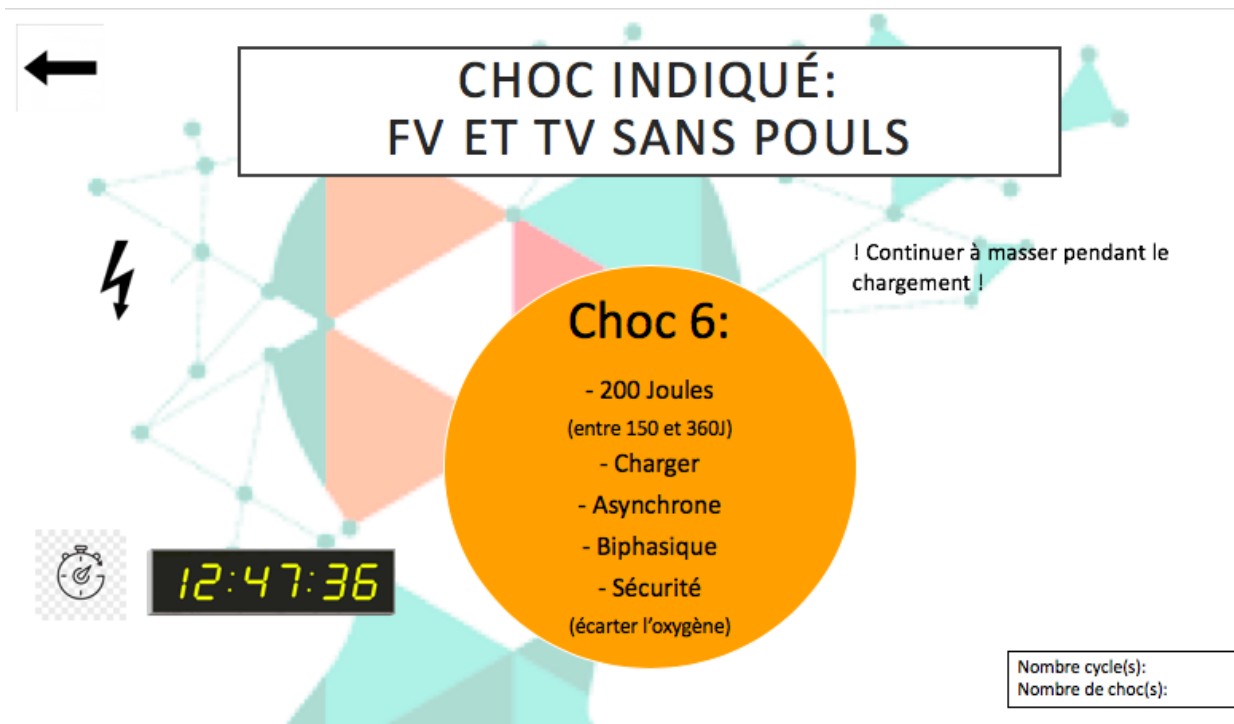 CHOC INDIQUÉ:
FV ET TV SANS POULS
! Continuer à masser pendant le
chargement !
Choc 6:
- 200 Joules
(entre 150 et 360J)
- Charger
- Asynchrone
- Biphasique
- Sécurité
(écarter l’oxygène)
12:47:36
Nombre cycle(s):
Nombre de choc(s):